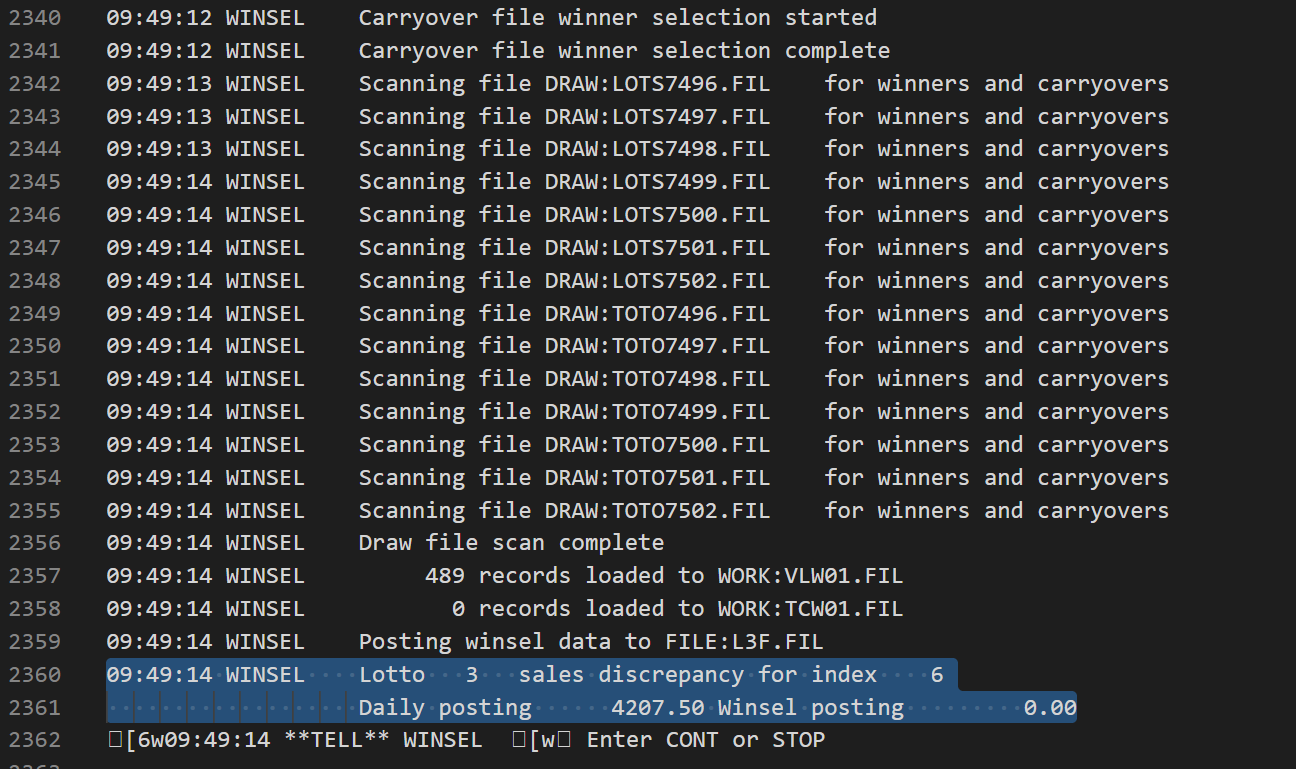 2340 09:49:12 WINSEL Carryover file winner selection started
2341 09:49:12 WINSEL Carryover file winner selection complete
2342 09:49:13 WINSEL Scanning file DRAW:LOTS7496.FIL for winners and carryovers
2343 09:49:13 WINSEL Scanning file DRAW:LOTS7497.FIL for winners and carryovers
2344 09:49:13 WINSEL Scanning file DRAW:LOTS7498.FIL for winners and carryovers
2345 09:49:14 WINSEL Scanning file DRAW:LOTS7499.FIL for winners and carryovers
2346 09:49:14 WINSEL Scanning file DRAW:LOTS7500.FIL for winners and carryovers
2347 09:49:14 WINSEL Scanning file DRAW:LOTS7501.FIL for winners and carryovers
2348 09:49:14 WINSEL Scanning file DRAW:LOTS7502.FIL for winners and carryovers
2349 09:49:14 WINSEL Scanning file DRAW:TOTO7496.FIL for winners and carryovers
2350 09:49:14 WINSEL Scanning file DRAW:TOTO7497.FIL for winners and carryovers
2351 09:49:14 WINSEL Scanning file DRAW:TOTO7498.FIL for winners and carryovers
2352 09:49:14 WINSEL Scanning file DRAW:TOTO7499.FIL for winners and carryovers
2353 09:49:14 WINSEL Scanning file DRAW:TOTO7500.FIL for winners and carryovers
2354 09:49:14 WINSEL Scanning file DRAW:TOTO7501.FIL for winners and carryovers
2355 09:49:14 WINSEL Scanning file DRAW:TOTO7502.FIL for winners and carryovers
2356 09:49:14 WINSEL Draw file scan complete
2357 09:49:14 WINSEL 489 records loaded to WORK:VLW01.FIL
2358 09:49:14 WINSEL 0 records loaded to WORK:TCW01.FIL
2359 09:49:14 WINSEL Posting winsel data to FILE:L3F.FIL
2360 09:49:14 WINSEL Lotto 3 sales discrepancy for index 6
2361 Daily posting 4207.50 Winsel posting 0.00
2362 □[6w09:49:14 **TELL** WINSEL □[w□ Enter CONT or STOP